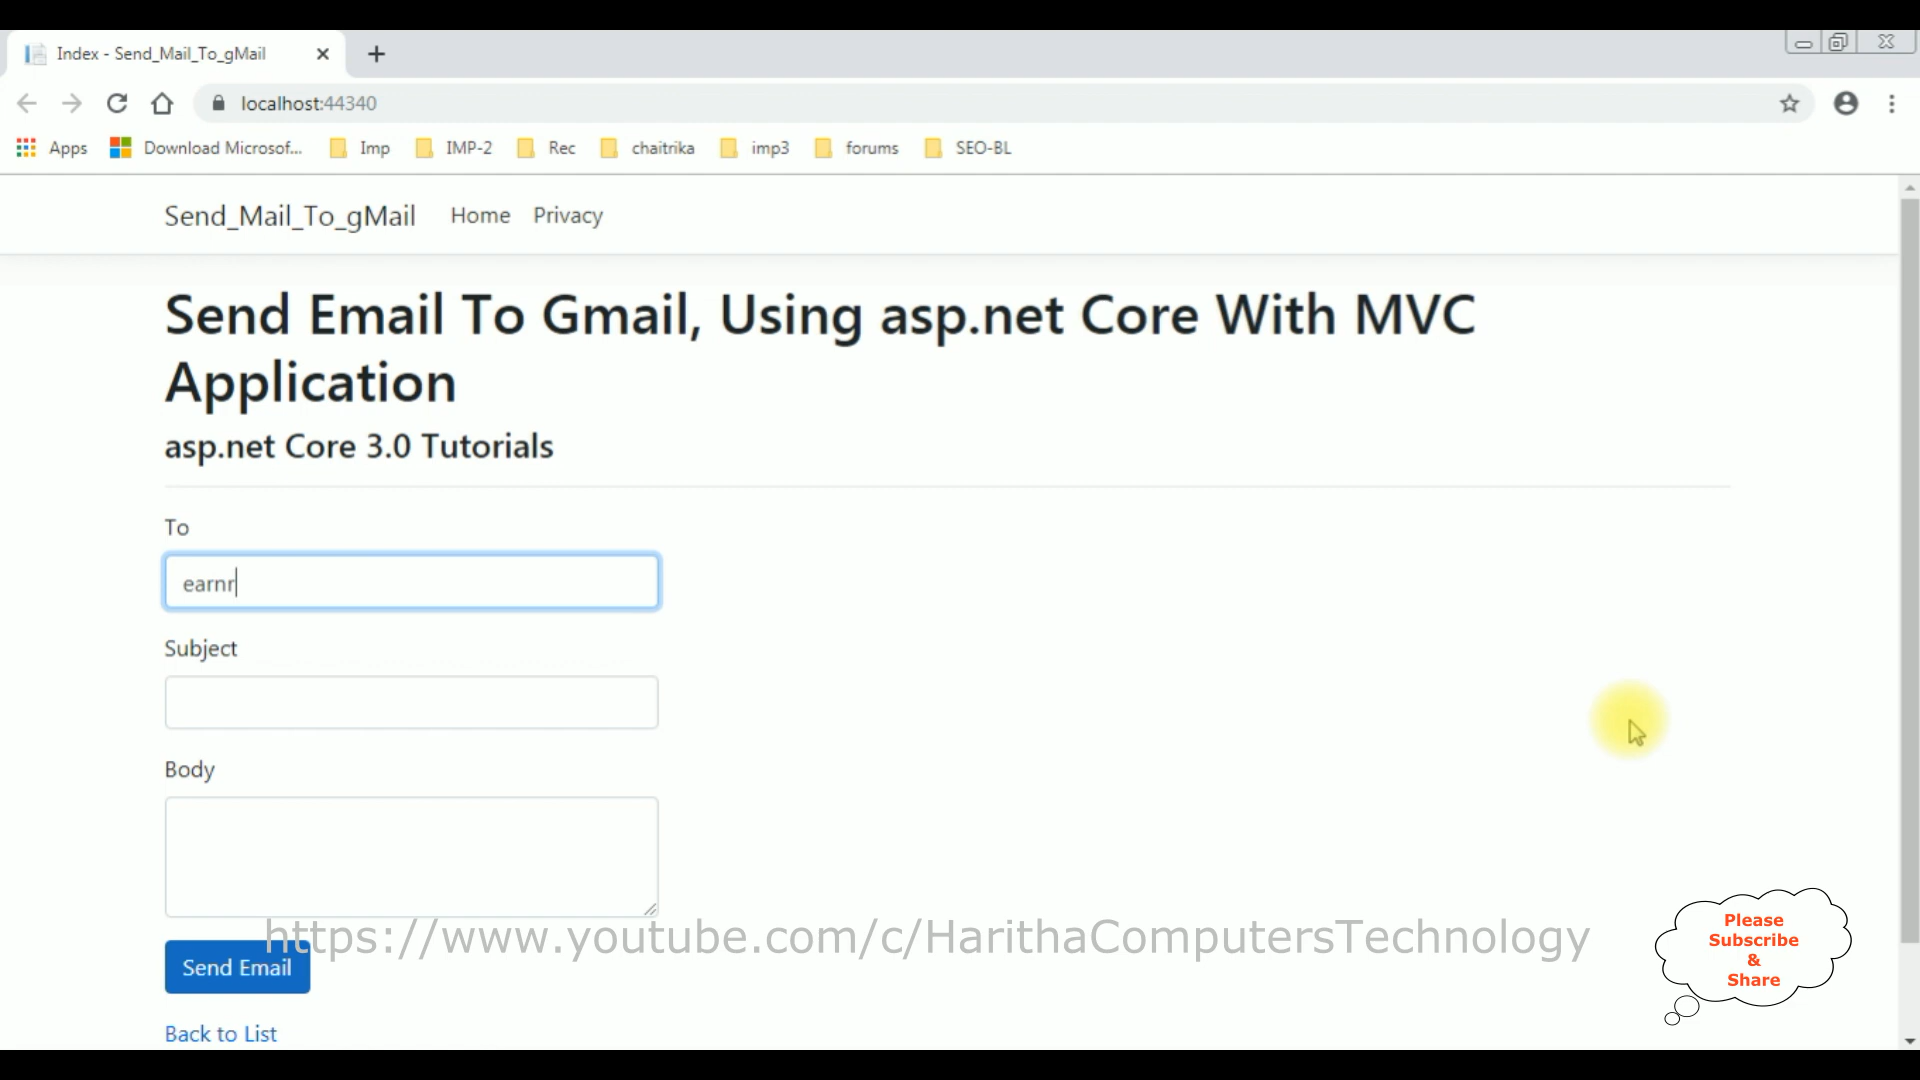 Index - Send_Mail_To_gMail
localhost:44340
Apps Download Microsof... Imp IMP-2 Rec chaitrika imp3 forums SEO-BL
Send_Mail_To_gMail Home Privacy
Send Email To Gmail, Using asp.net Core With MVC
Application
asp.net Core 3.0 Tutorials
To
earnr
Subject
Body
https://www.youtube.com/c/HarithaComputersTechnology
Send Email
Back to List
Please
Subscribe
&
Share